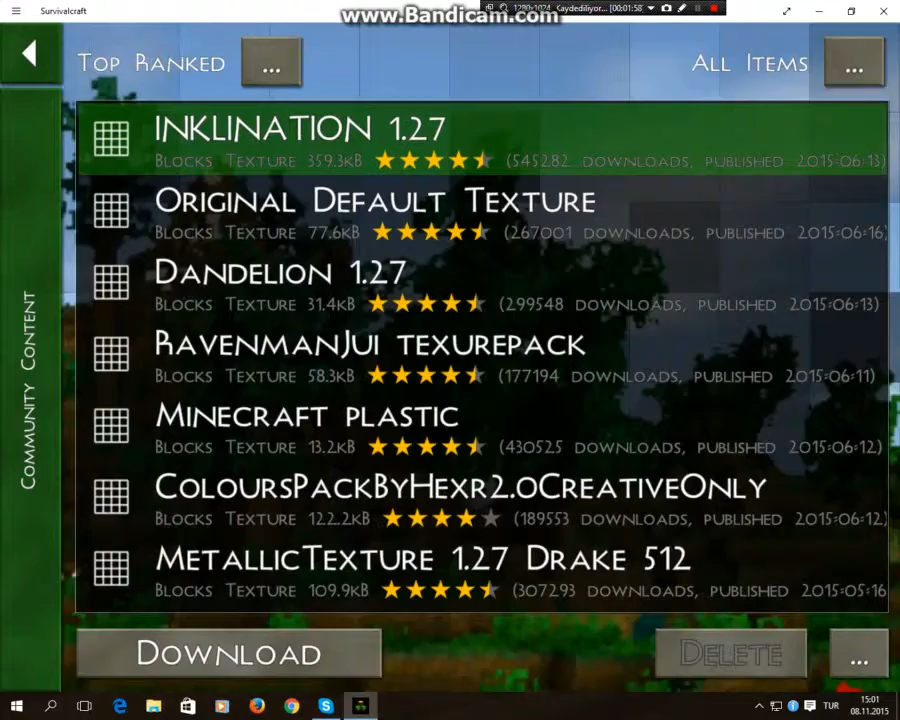 www.Bandicam.com
Survivalcraft
1280x1024 Kaydediliyor... [00:01:58]
Top Ranked ...
All Items ...
INKLINATION 1.27
Blocks Texture 359.3kB (545282 downloads, published 2015:06:13)
Original Default Texture
Blocks Texture 77.6kB (267001 downloads, published 2015:06:16)
Dandelion 1.27
Blocks Texture 31.4kB (299548 downloads, published 2015:06:13)
RavenmanJui texurepack
Blocks Texture 58.3kB (177194 downloads, published 2015:06:11)
Minecraft plastic
Blocks Texture 13.2kB (430525 downloads, published 2015:06:12)
ColoursPackByHexr2.0CreativeOnly
Blocks Texture 122.2kB (189553 downloads, published 2015:06:12)
MetallicTexture 1.27 Drake 512
Blocks Texture 109.9kB (307293 downloads, published 2015:05:16
Community Content
Download
Delete
...
TUR
15:01
08.11.2015